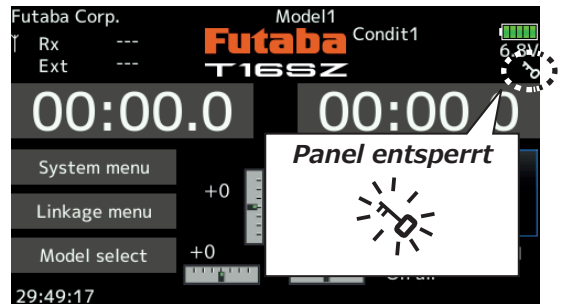 Futaba Corp.
Model1
Rx ---
Futaba
Condit1
Ext ---
T16SZ
6.8V
00:00.0
00:00.0
Panel entsperrt
System menu
+0
Linkage menu
Model select
+0
29:49:17